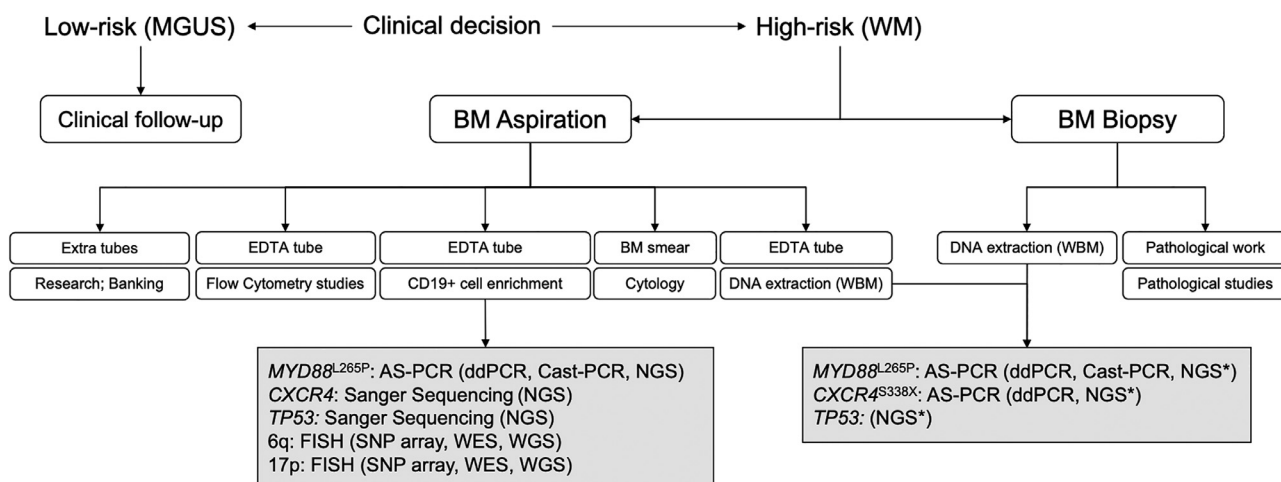 Low-risk (MGUS)
Clinical decision
High-risk (WM)
Clinical follow-up
BM Aspiration
BM Biopsy
Extra tubes
EDTA tube
EDTA tube
BM smear
EDTA tube
DNA extraction (WBM)
Pathological work
Research; Banking
Flow Cytometry studies
CD19+ cell enrichment
Cytology
DNA extraction (WBM)
Pathological studies
MYD88L265P: AS-PCR (ddPCR, Cast-PCR, NGS)
CXCR4: Sanger Sequencing (NGS)
TP53: Sanger Sequencing (NGS)
6q: FISH (SNP array, WES, WGS)
17p: FISH (SNP array, WES, WGS)
MYD88L265P: AS-PCR (ddPCR, Cast-PCR, NGS*)
CXCR4S338X: AS-PCR (ddPCR, NGS*)
TP53: (NGS*)